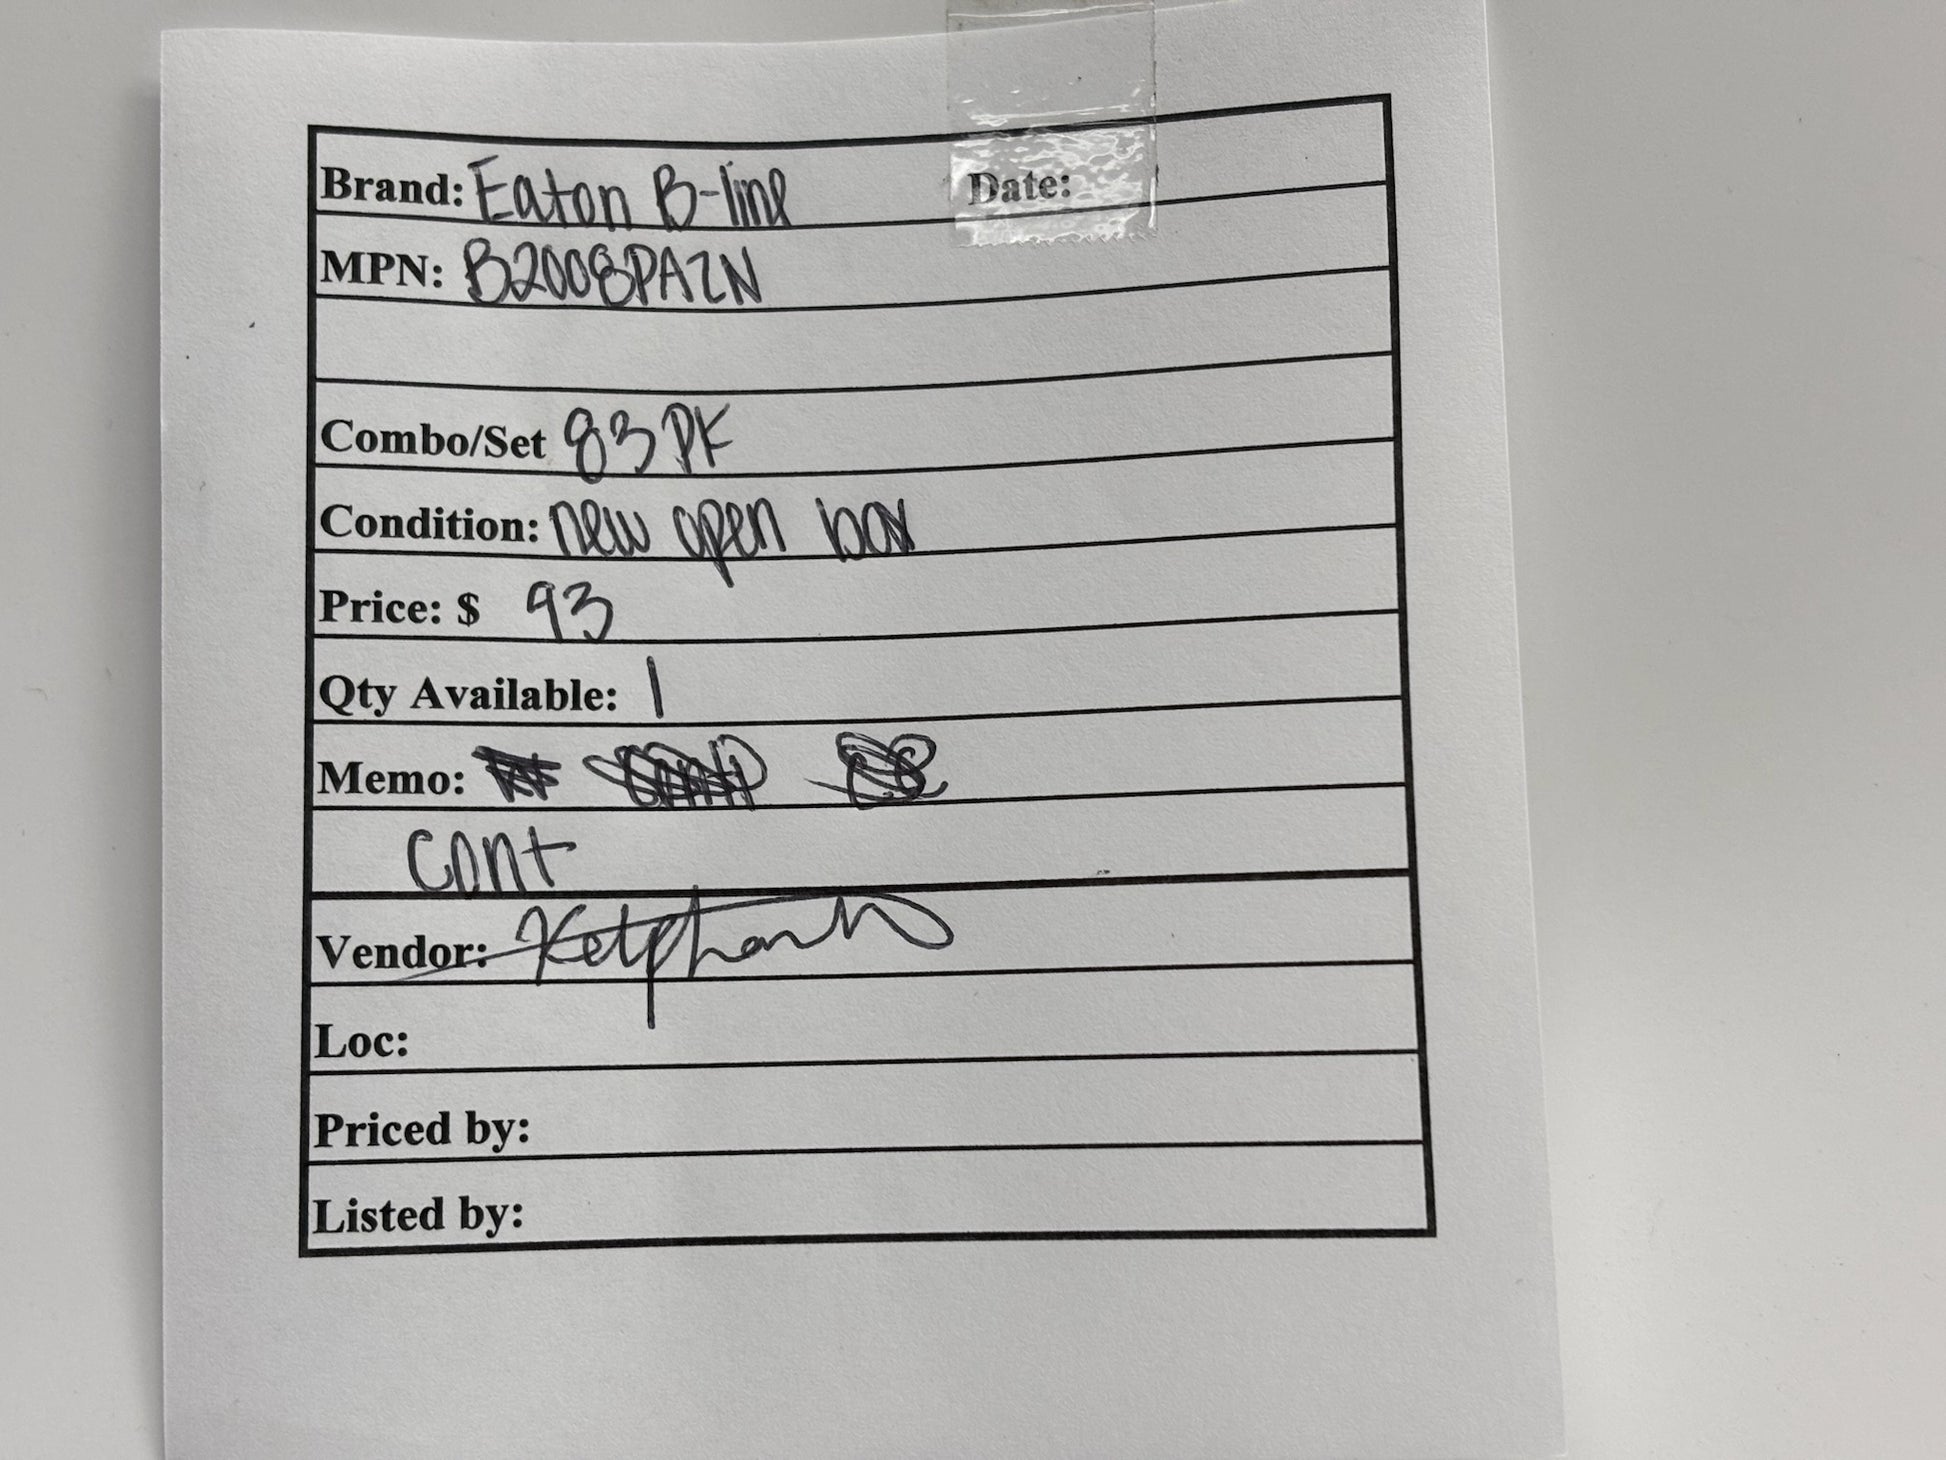 Brand: Eaton B-line Date:
MPN: B2008PAZN
Combo/Set 83 PK
Condition: new open box
Price: $ 93
Qty Available: 1
Memo:
cont
Vendor:
Loc:
Priced by:
Listed by: